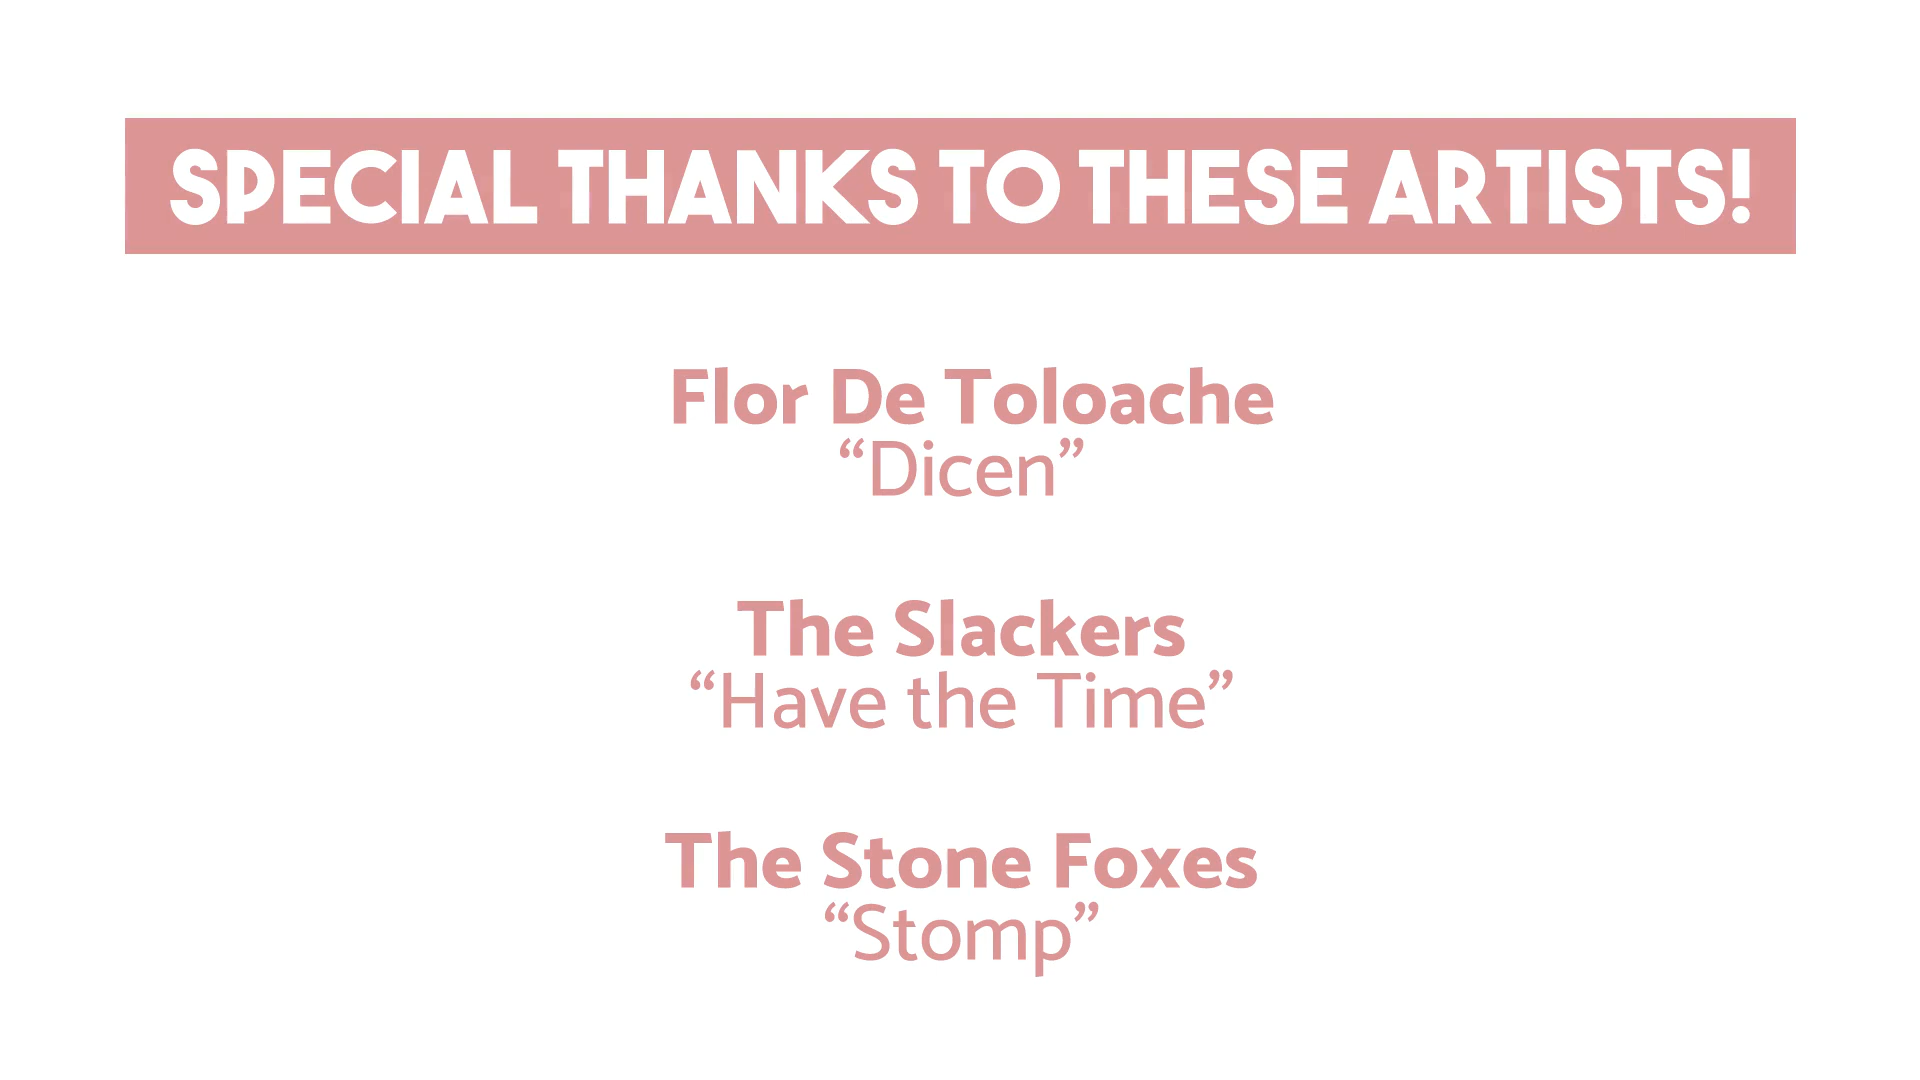 SPECIAL THANKS TO THESE ARTISTS!
Flor De Toloache
“Dicen”
The Slackers
“Have the Time”
The Stone Foxes
“Stomp”